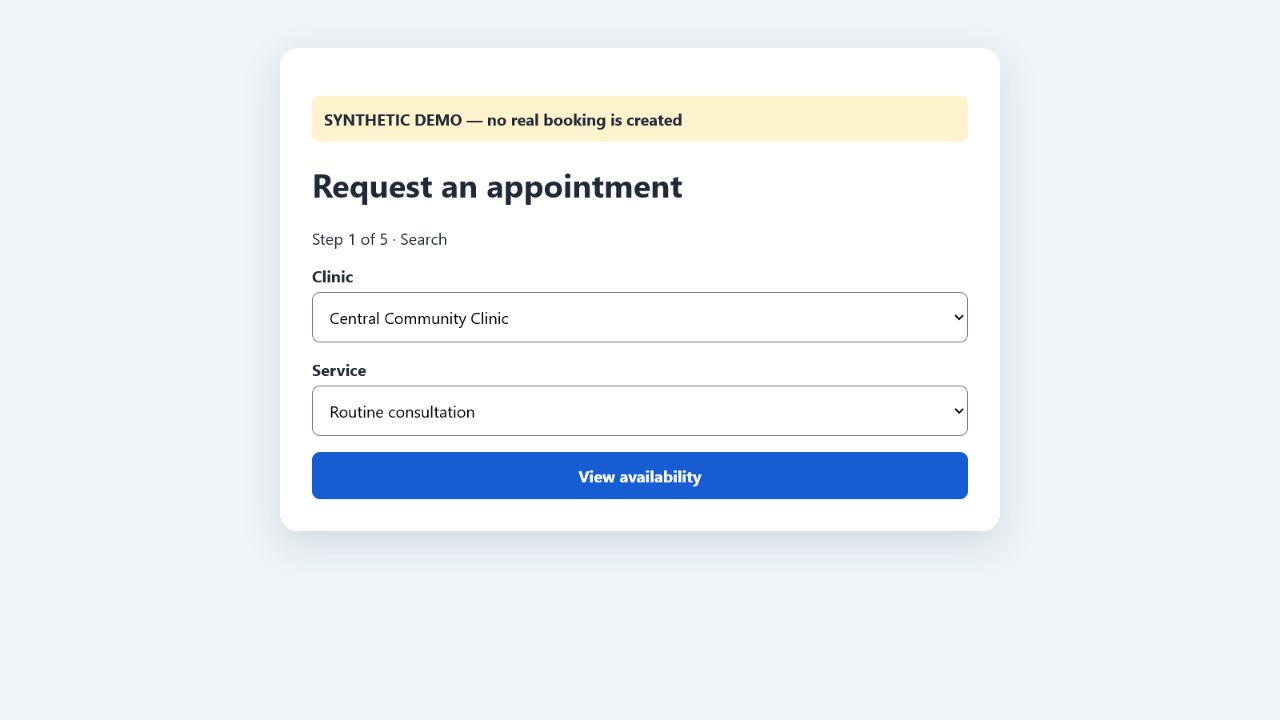 SYNTHETIC DEMO — no real booking is created
Request an appointment
Step 1 of 5 · Search
Clinic
Central Community Clinic
Service
Routine consultation
View availability